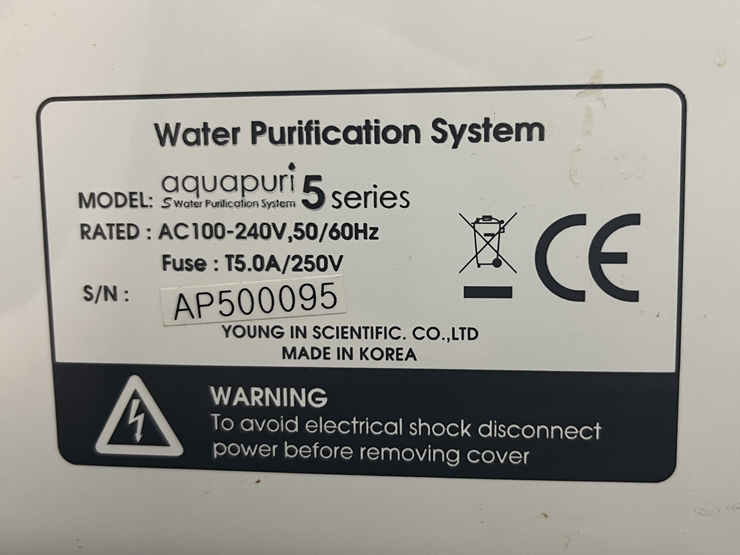 Water Purification System
MODEL: aquapuri 5 series
S Water Purification System
RATED : AC100-240V,50/60Hz
Fuse : T5.0A/250V
S/N : AP500095
YOUNG IN SCIENTIFIC. CO.,LTD
MADE IN KOREA
CE
WARNING
To avoid electrical shock disconnect
power before removing cover